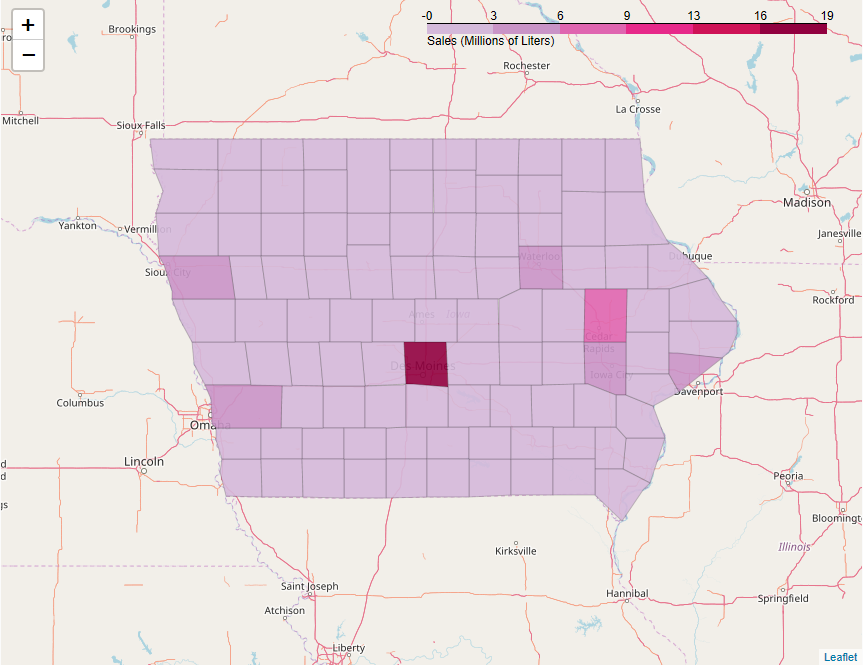 +
−
-0 3 6 9 13 16 19
Sales (Millions of Liters)
Brookings
Rochester
La Crosse
Mitchell
Sioux Falls
Madison
Yankton
Vermillion
Janesville
Waterloo
Dubuque
Sioux City
Rockford
Ames
Iowa
Cedar
Rapids
Des Moines
Iowa City
Davenport
Columbus
Omaha
Lincoln
Peoria
Bloomingt
Illinois
Kirksville
Saint Joseph
Hannibal
Springfield
Atchison
Liberty
Leaflet